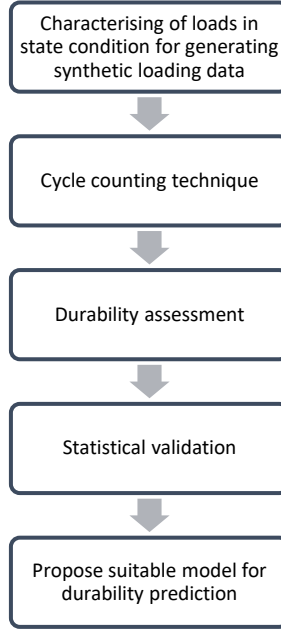 Characterising of loads in
state condition for generating
synthetic loading data
Cycle counting technique
Durability assessment
Statistical validation
Propose suitable model for
durability prediction